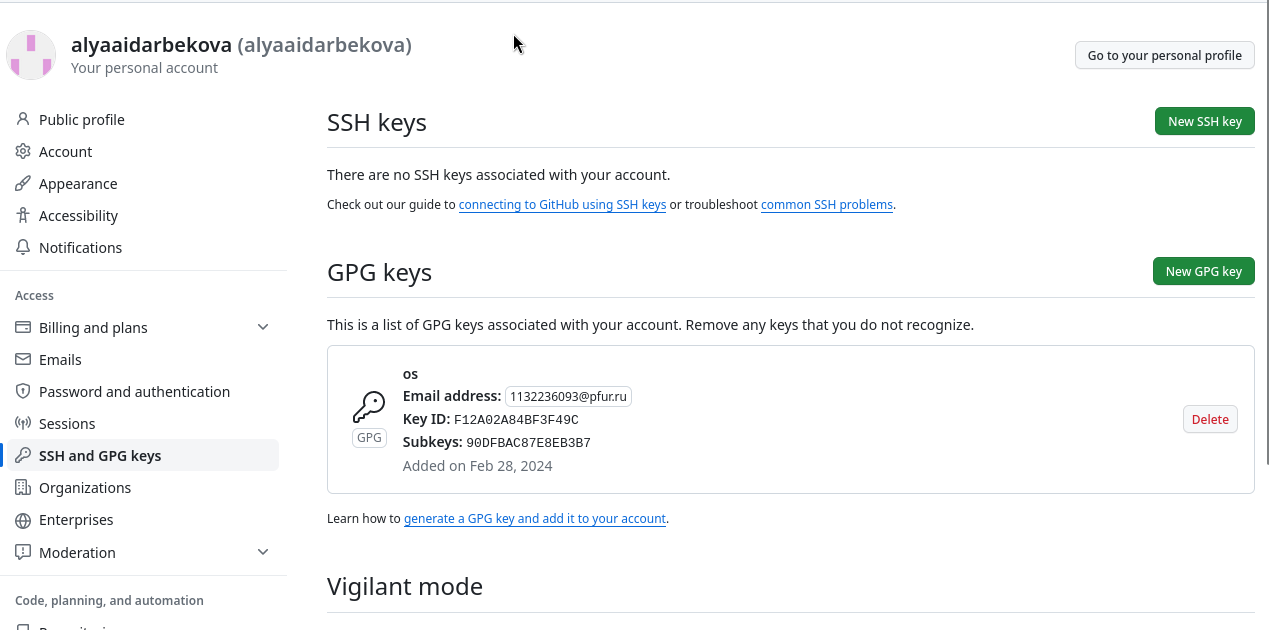 alyaaidarbekova (alyaaidarbekova)
Your personal account
Go to your personal profile
Public profile
Account
Appearance
Accessibility
Notifications
Access
Billing and plans
Emails
Password and authentication
Sessions
SSH and GPG keys
Organizations
Enterprises
Moderation
Code, planning, and automation
SSH keys
New SSH key
There are no SSH keys associated with your account.
Check out our guide to connecting to GitHub using SSH keys or troubleshoot common SSH problems.
GPG keys
New GPG key
This is a list of GPG keys associated with your account. Remove any keys that you do not recognize.
GPG
os
Email address: 1132236093@pfur.ru
Key ID: F12A02A84BF3F49C
Subkeys: 90DFBAC87E8EB3B7
Added on Feb 28, 2024
Delete
Learn how to generate a GPG key and add it to your account.
Vigilant mode